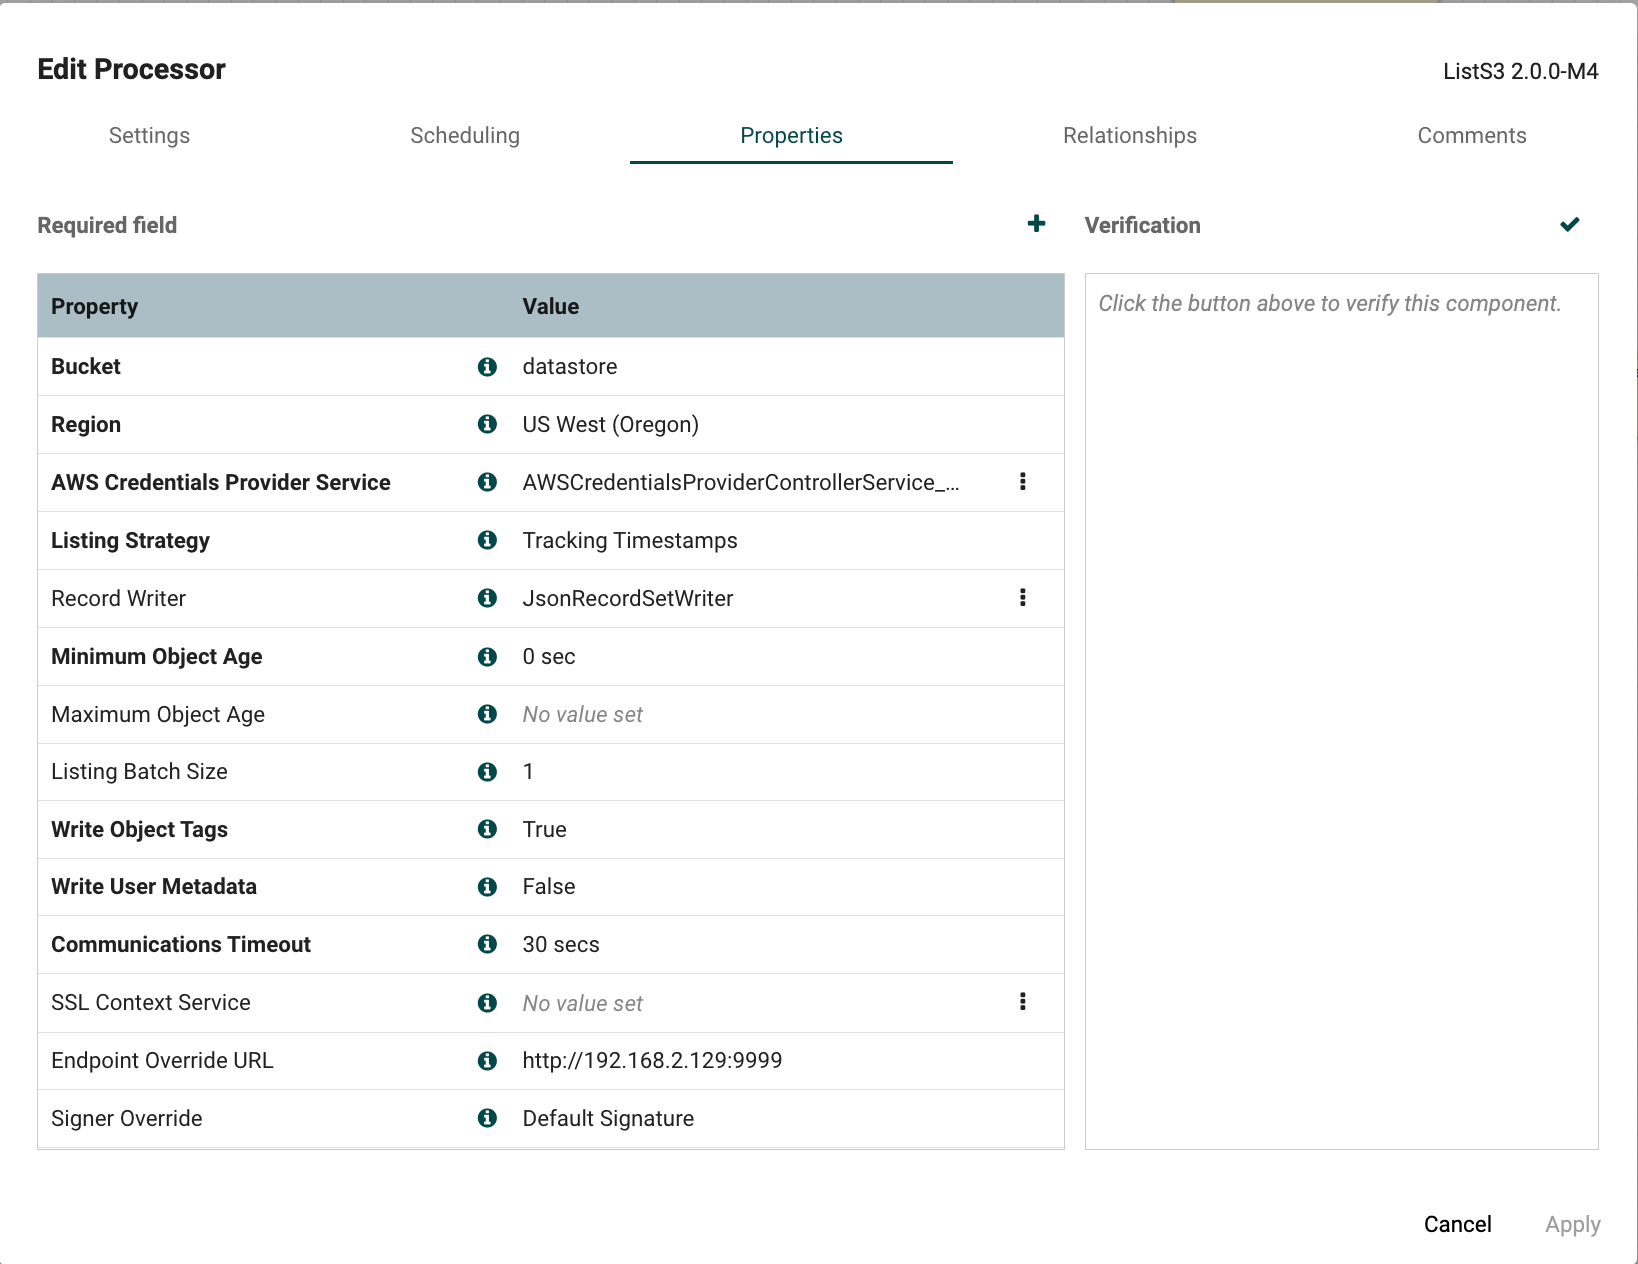 Edit Processor
ListS3 2.0.0-M4
Settings Scheduling Properties Relationships Comments
Required field
Verification
Property Value
Click the button above to verify this component.
Bucket datastore
Region US West (Oregon)
AWS Credentials Provider Service AWSCredentialsProviderControllerService_...
Listing Strategy Tracking Timestamps
Record Writer JsonRecordSetWriter
Minimum Object Age 0 sec
Maximum Object Age No value set
Listing Batch Size 1
Write Object Tags True
Write User Metadata False
Communications Timeout 30 secs
SSL Context Service No value set
Endpoint Override URL http://192.168.2.129:9999
Signer Override Default Signature
Cancel Apply